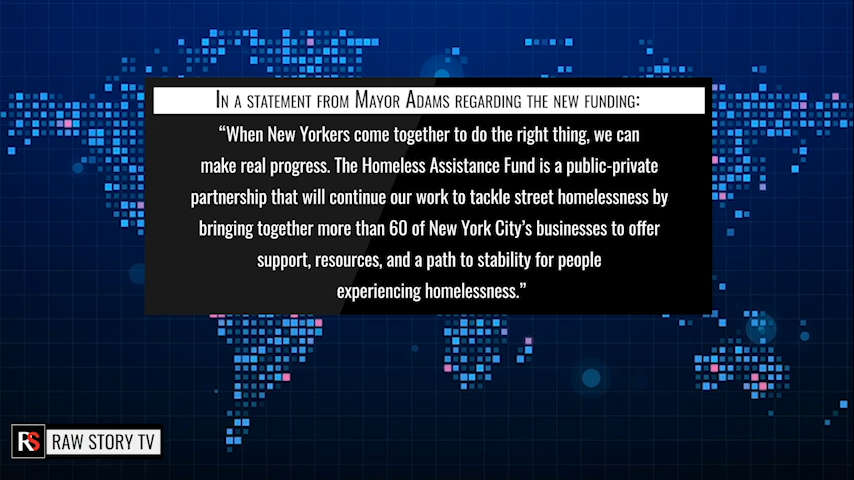 In a statement from Mayor Adams regarding the new funding:
“When New Yorkers come together to do the right thing, we can
make real progress. The Homeless Assistance Fund is a public-private
partnership that will continue our work to tackle street homelessness by
bringing together more than 60 of New York City’s businesses to offer
support, resources, and a path to stability for people
experiencing homelessness.”
RS RAW STORY TV